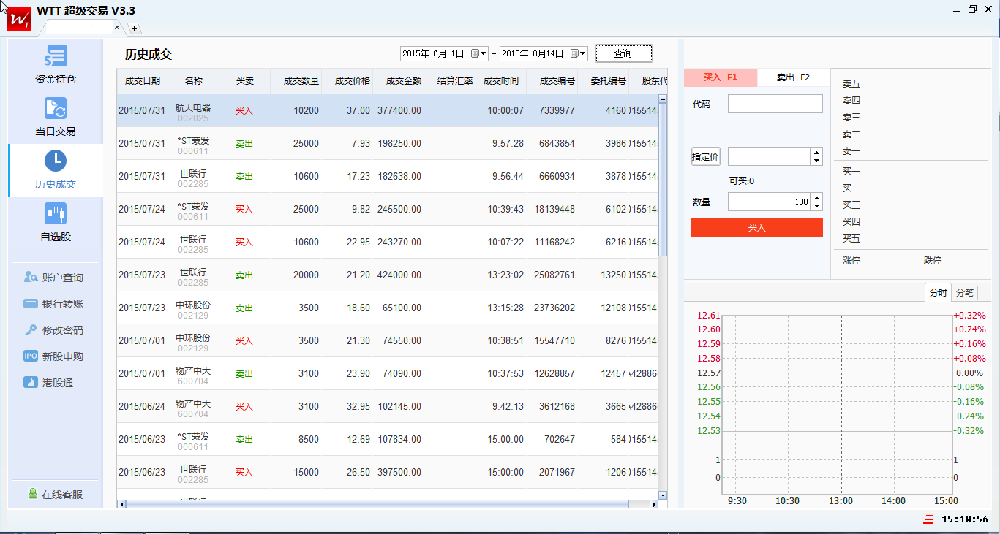 WTT 超级交易 V3.3
资金持仓
当日交易
历史成交
自选股
账户查询
银行转账
修改密码
IPO 新股申购
港股通
在线客服
历史成交 2015年 6月 1日 - 2015年 8月14日 查询
成交日期 名称 买卖 成交数量 成交价格 成交金额 结算汇率 成交时间 成交编号 委托编号 股东代
2015/07/31 航天电器 002025 买入 10200 37.00 377400.00 10:00:07 7339977 4160
2015/07/31 *ST蒙发 000611 卖出 25000 7.93 198250.00 9:57:28 6843854 3986
2015/07/31 世联行 002285 卖出 10600 17.23 182638.00 9:56:44 6660934 3878
2015/07/24 *ST蒙发 000611 买入 25000 9.82 245500.00 10:39:43 18139448 6102
2015/07/24 世联行 002285 买入 10600 22.95 243270.00 10:07:22 11168242 6216
2015/07/23 世联行 002285 卖出 20000 21.20 424000.00 13:23:02 25082761 13250
2015/07/23 中环股份 002129 卖出 3500 18.60 65100.00 13:15:28 23736202 12108
2015/07/01 中环股份 002129 买入 3500 21.30 74550.00 10:38:51 15547710 8276
2015/07/01 物产中大 600704 卖出 3100 23.90 74090.00 10:37:53 12628857 12457
2015/06/24 物产中大 600704 买入 3100 32.95 102145.00 9:42:13 3612168 3665
2015/06/23 *ST蒙发 000611 卖出 8500 12.69 107834.00 15:00:00 702647 584
2015/06/23 世联行 002285 买入 15000 26.50 397500.00 15:00:00 2071967 1206
买入 F1 卖出 F2
代码
指定价
可买:0
数量 100
买入
卖五
卖四
卖三
卖二
卖一
买一
买二
买三
买四
买五
涨停 跌停
分时 分笔
12.61 +0.32%
12.60 +0.24%
12.59 +0.16%
12.58 +0.08%
12.57 0.00%
12.56 -0.08%
12.55 -0.16%
12.54 -0.24%
12.53 -0.32%
1 1
0 0
9:30 10:30 13:00 14:00 15:00
15:10:56